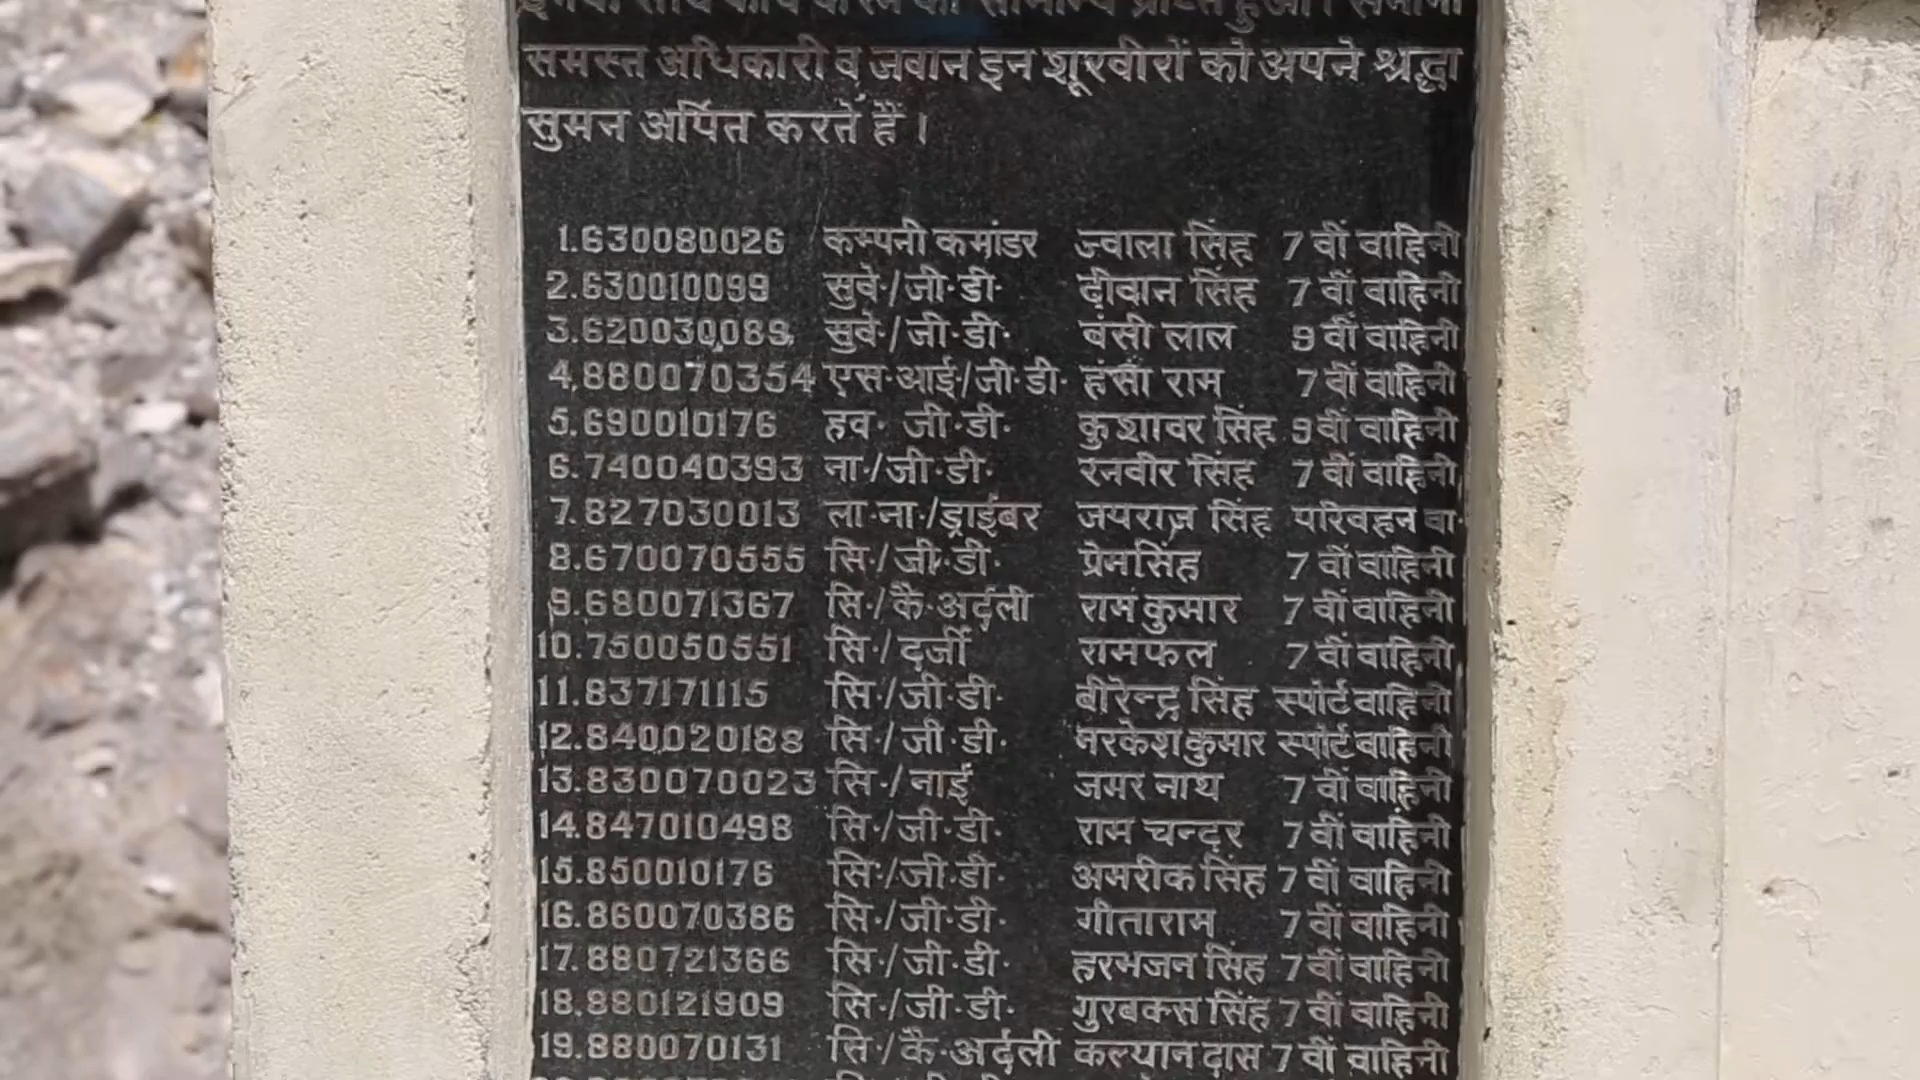 समस्त अधिकारी व जवान इन शूरवीरों को अपने श्रद्धा
सुमन अर्पित करते हैं।
1.630080026 कम्पनी कमांडर ज्वाला सिंह 7 वीं वाहिनी
2.630010099 सुवे·/जी·डी· दीवान सिंह 7 वीं वाहिनी
3.620030089 सुवे·/जी·डी· बंसी लाल 9 वीं वाहिनी
4.880070354 एस·आई/जी·डी· हंसा राम 7 वीं वाहिनी
5.690010176 हव· जी·डी· कुशावर सिंह 9वीं वाहिनी
6.740040393 ना·/जी·डी· रनवीर सिंह 7 वीं वाहिनी
7.827030013 ला·ना·/ड्राईबर जयराज सिंह परिवहन वा·
8.670070555 सि·/जी·डी· प्रेमसिंह 7 वीं वाहिनी
9.680071367 सि·/कै·अर्दली राम कुमार 7 वीं वाहिनी
10.750050551 सि·/दर्जी रामफल 7 वीं वाहिनी
11.837171115 सि·/जी·डी· बीरेन्द्र सिंह स्पोर्ट वाहिनी
12.840020188 सि·/जी·डी· नरकेश कुमार स्पोर्ट वाहिनी
13.830070023 सि·/नाई जमर नाथ 7 वीं वाहिनी
14.847010498 सि·/जी·डी· राम चन्दर 7 वीं वाहिनी
15.850010176 सि·/जी·डी· अमरीक सिंह 7 वीं वाहिनी
16.860070386 सि·/जी·डी· गीताराम 7 वीं वाहिनी
17.880721366 सि·/जी·डी· हरभजन सिंह 7 वीं वाहिनी
18.880121909 सि·/जी·डी· गुरबकस सिंह 7 वीं वाहिनी
19.880070131 सि·/कै·अर्दली कल्यान दास 7 वीं वाहिनी